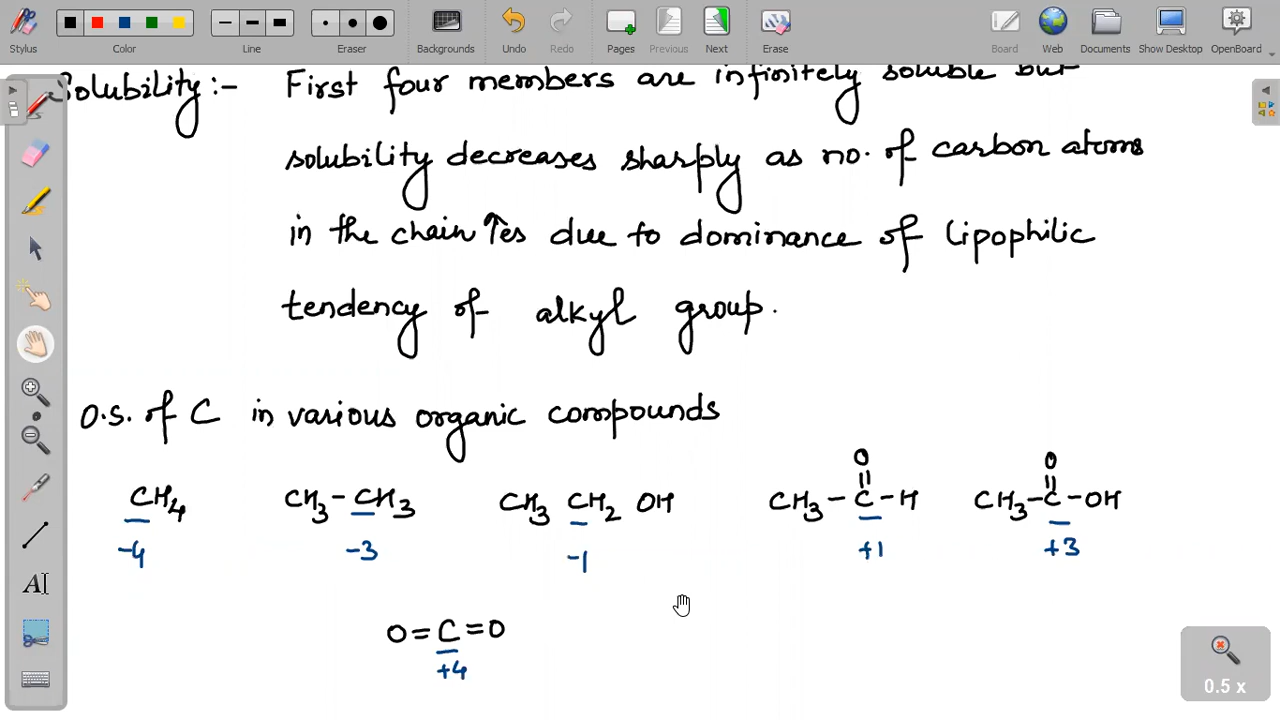 Stylus Color Line Eraser Backgrounds Undo Redo Pages Previous Next Erase Board Web Documents Show Desktop OpenBoard
Solubility :- First four members are infinitely soluble but
solubility decreases sharply as no. of carbon atoms
in the chain ↑es due to dominance of lipophilic
tendency of alkyl group.
O.S. of C in various organic compounds
O O
|| ||
CH4 CH3-CH3 CH3 CH2 OH CH3-C-H CH3-C-OH
-4 -3 -1 +1 +3
O=C=O
+4
AI
0.5 x